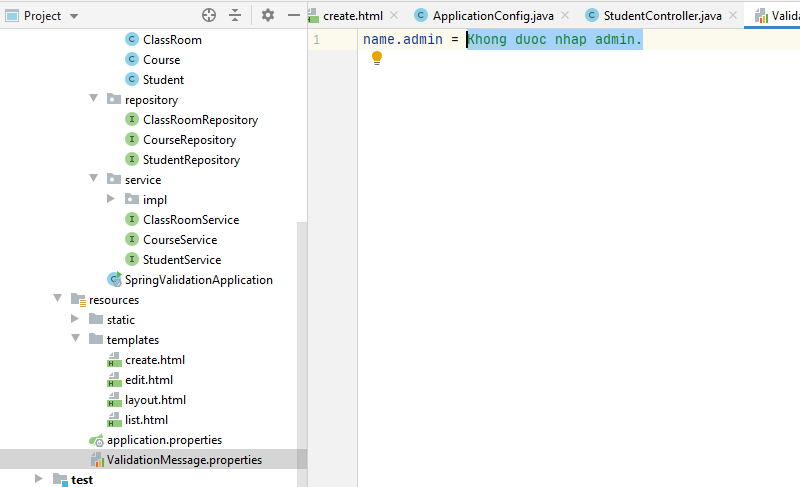 Project
create.html
ApplicationConfig.java
StudentController.java
Valida
ClassRoom
Course
Student
repository
ClassRoomRepository
CourseRepository
StudentRepository
service
impl
ClassRoomService
CourseService
StudentService
SpringValidationApplication
resources
static
templates
create.html
edit.html
layout.html
list.html
application.properties
ValidationMessage.properties
test
1
name.admin = Khong duoc nhap admin.